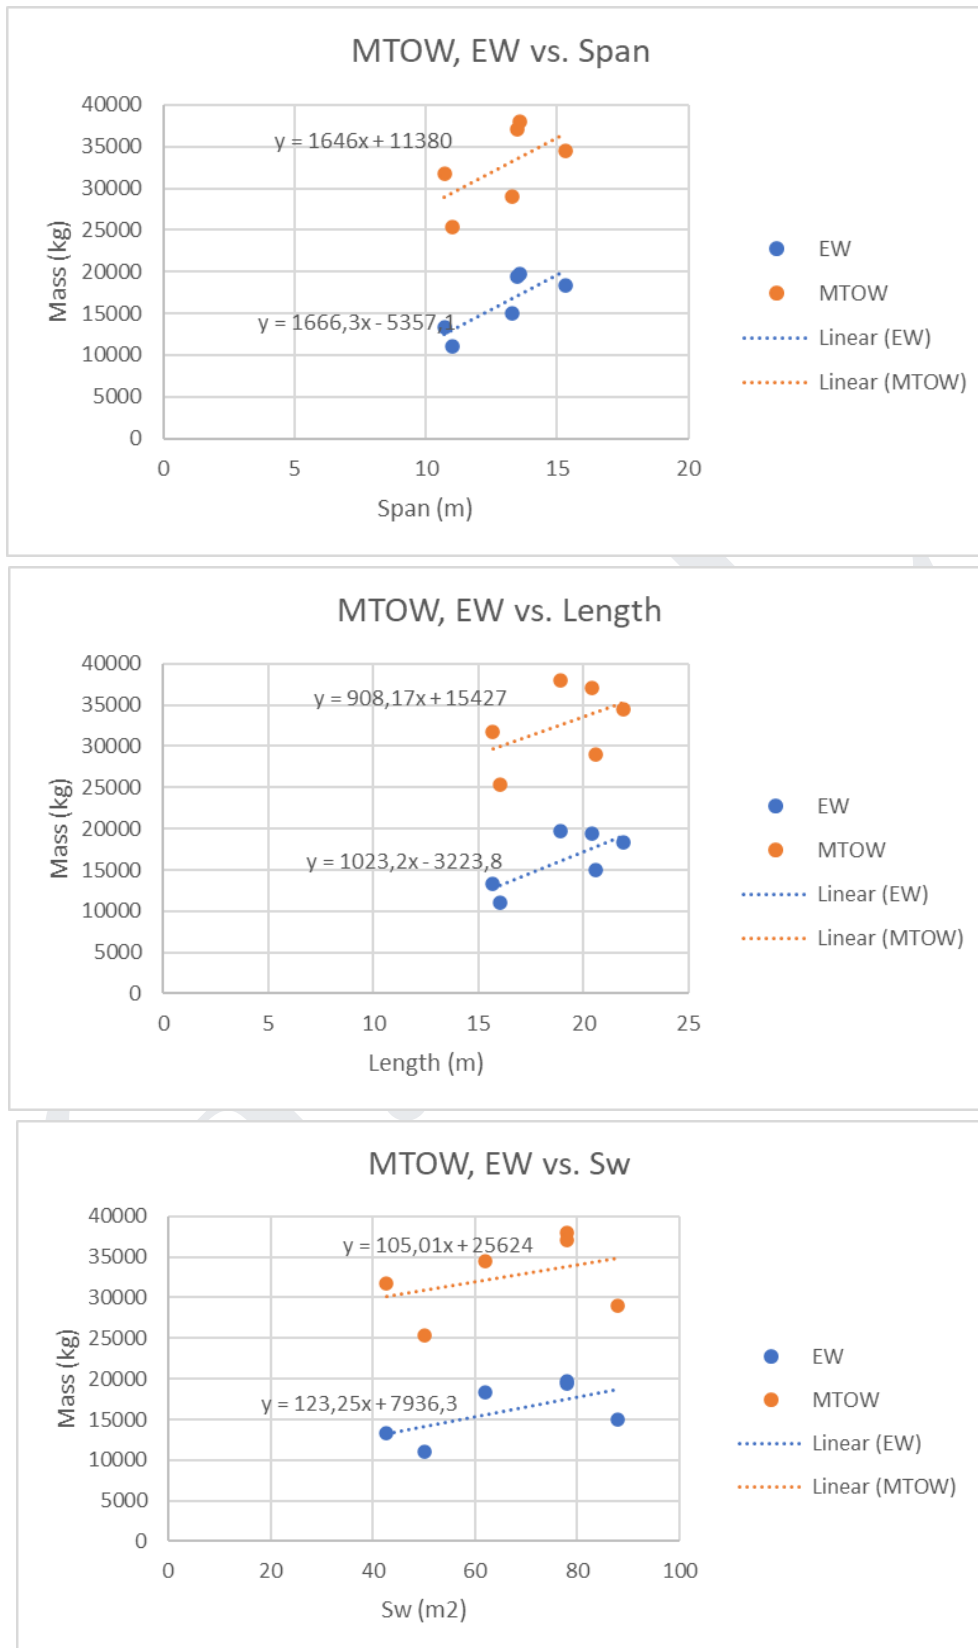 MTOW, EW vs. Span
40000
35000
30000
25000
20000
15000
10000
5000
0
Mass (kg)
y = 1646x + 11380
y = 1666,3x - 5357,1
0 5 10 15 20
Span (m)
EW
MTOW
Linear (EW)
Linear (MTOW)
MTOW, EW vs. Length
40000
35000
30000
25000
20000
15000
10000
5000
0
Mass (kg)
y = 908,17x + 15427
y = 1023,2x - 3223,8
0 5 10 15 20 25
Length (m)
EW
MTOW
Linear (EW)
Linear (MTOW)
MTOW, EW vs. Sw
40000
35000
30000
25000
20000
15000
10000
5000
0
Mass (kg)
y = 105,01x + 25624
y = 123,25x + 7936,3
0 20 40 60 80 100
Sw (m2)
EW
MTOW
Linear (EW)
Linear (MTOW)